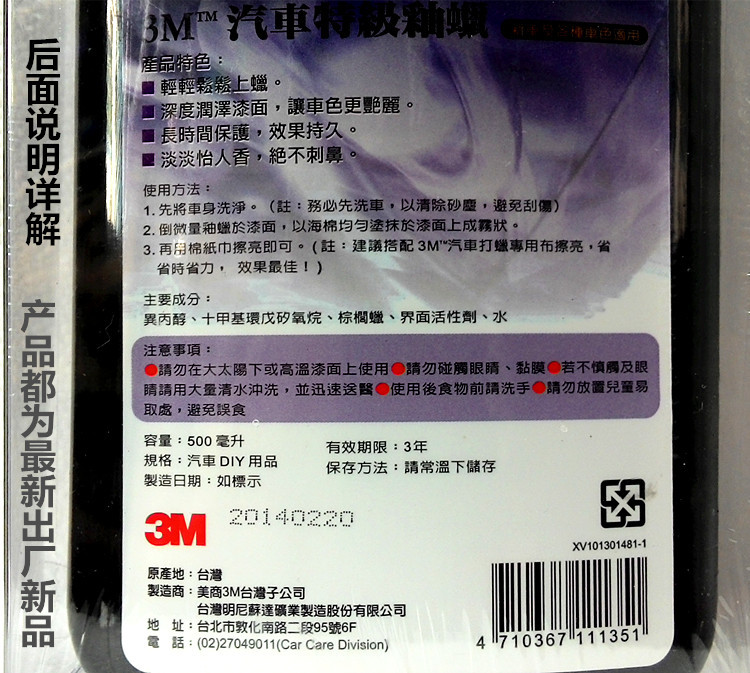 后面说明详解
产品都为最新出厂新品
3M™ 汽車特級釉蠟
產品特色：
■ 輕輕鬆鬆上蠟。
■ 深度潤澤漆面，讓車色更艷麗。
■ 長時間保護，效果持久。
■ 淡淡怡人香，絕不刺鼻。
使用方法：
1. 先將車身洗淨。（註：務必先洗車，以清除砂塵，避免刮傷）
2. 倒微量釉蠟於漆面，以海棉均勻塗抹於漆面上成霧狀。
3. 再用棉紙巾擦亮即可。(註：建議搭配 3M™汽車打蠟專用布擦亮，省
省時省力， 效果最佳！)
主要成分：
異丙醇、十甲基環戊矽氧烷、棕櫚蠟、界面活性劑、水
注意事項：
●請勿在大太陽下或高溫漆面上使用●請勿碰觸眼睛、黏膜●若不慎觸及眼
睛請用大量清水沖洗，並迅速送醫●使用後食物前請洗手●請勿放置兒童易
取處，避免誤食
容量：500 毫升
有效期限：3年
規格：汽車 DIY 用品
保存方法：請常溫下儲存
製造日期：如標示
3M 20140220
XV101301481-1
原產地：台灣
製造商：美商3M台灣子公司
台灣明尼蘇達礦業製造股份有限公司
地 址：台北市敦化南路二段95號6F
電 話：(02)27049011(Car Care Division)
4 710367 111351